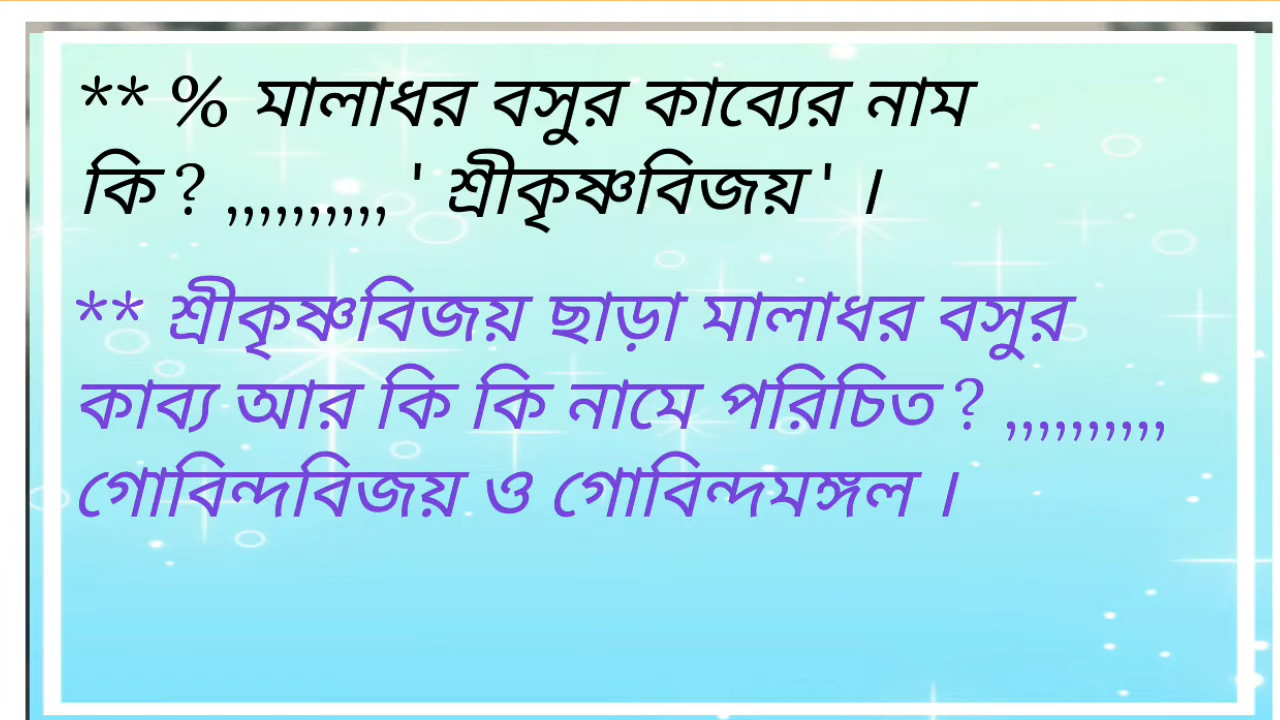 ** % মালাধর বসুর কাব্যের নাম
কি ? ,,,,,,,,,, ' শ্রীকৃষ্ণবিজয় ' ।
** শ্রীকৃষ্ণবিজয় ছাড়া মালাধর বসুর
কাব্য আর কি কি নামে পরিচিত ? ,,,,,,,,,,
গোবিন্দবিজয় ও গোবিন্দমঙ্গল ।